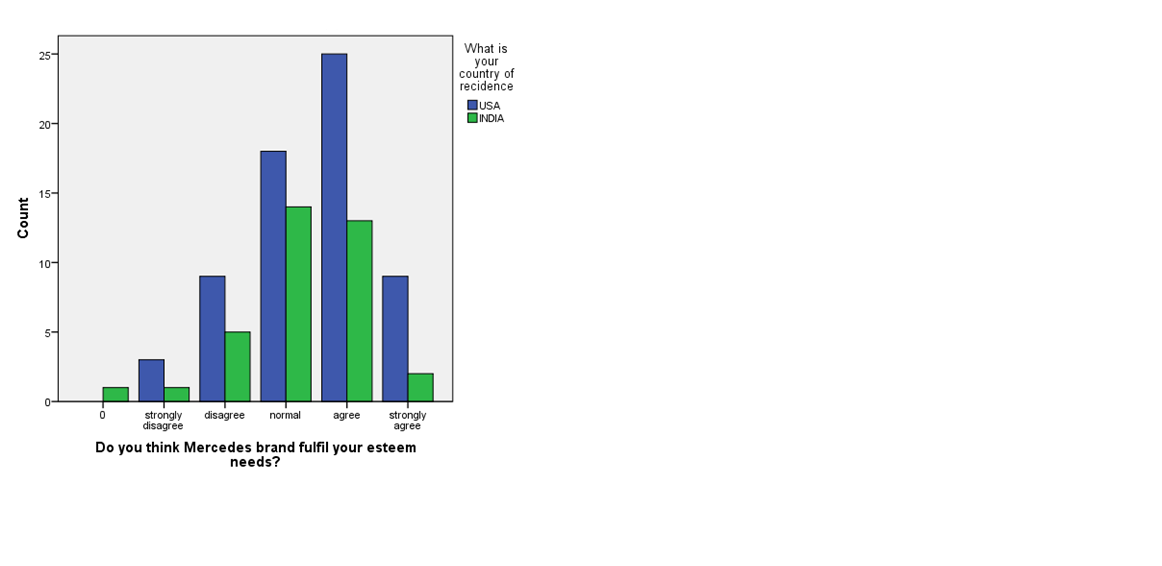 What is
your
country of
recidence
USA
INDIA
25
20
15
10
5
0
Count
0
strongly
disagree
disagree
normal
agree
strongly
agree
Do you think Mercedes brand fulfil your esteem
needs?